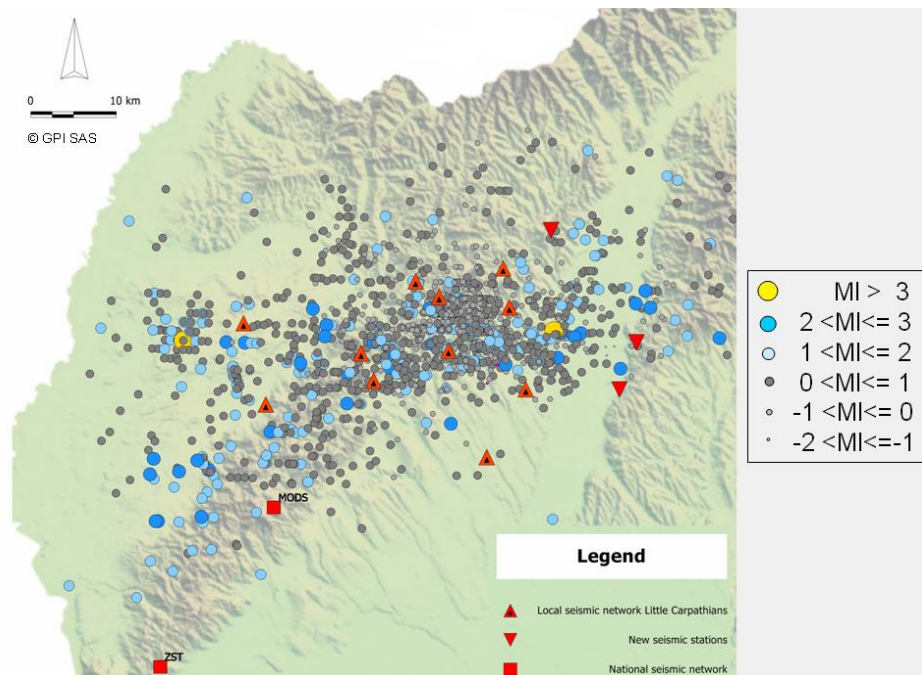 0 10 km
© GPI SAS
Ml > 3
2 <Ml<= 3
1 <Ml<= 2
0 <Ml<= 1
-1 <Ml<= 0
-2 <Ml<=-1
MODS
Legend
Local seismic network Little Carpathians
New seismic stations
ZST
National seismic network